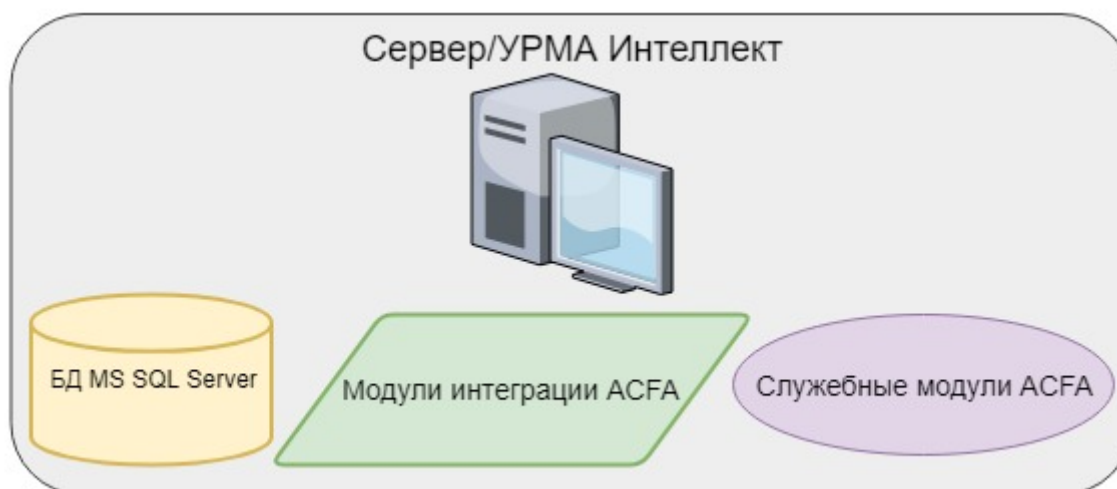 Сервер/УРМА Интеллект
БД MS SQL Server
Модули интеграции ACFA
Служебные модули ACFA